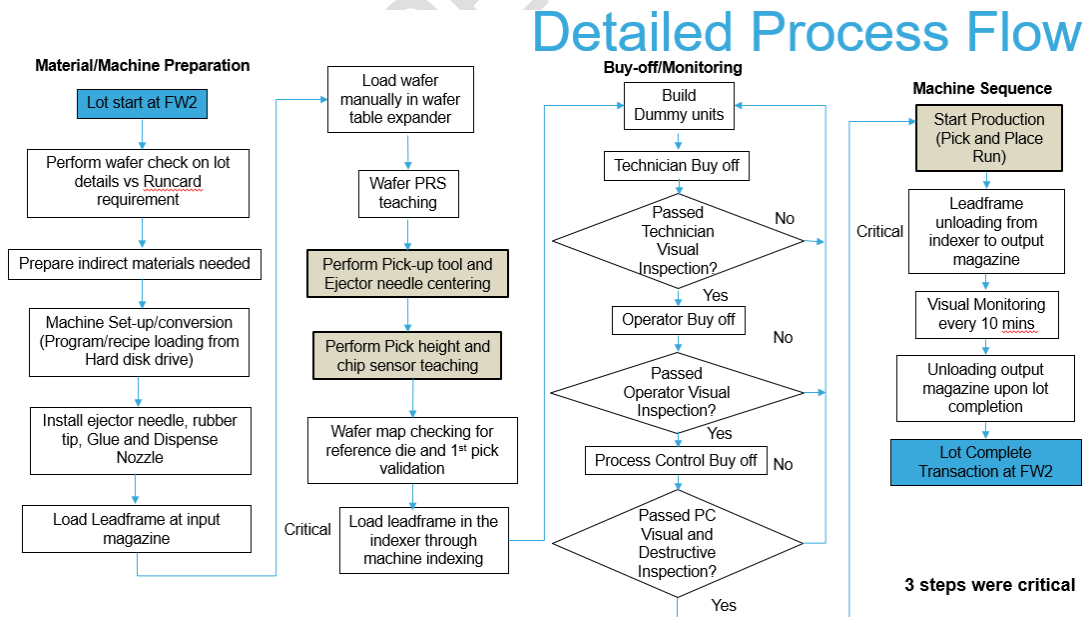 Detailed Process Flow
Material/Machine Preparation
Lot start at FW2
Perform wafer check on lot
details vs Runcard
requirement
Prepare indirect materials needed
Machine Set-up/conversion
(Program/recipe loading from
Hard disk drive)
Install ejector needle, rubber
tip, Glue and Dispense
Nozzle
Load Leadframe at input
magazine
Load wafer
manually in wafer
table expander
Wafer PRS
teaching
Perform Pick-up tool and
Ejector needle centering
Perform Pick height and
chip sensor teaching
Wafer map checking for
reference die and 1st pick
validation
Critical
Load leadframe in the
indexer through
machine indexing
Buy-off/Monitoring
Build
Dummy units
Technician Buy off
Passed
Technician
Visual
Inspection?
No
Yes
Operator Buy off
No
Passed
Operator Visual
Inspection?
Yes
Process Control Buy off
No
Passed PC
Visual and
Destructive
Inspection?
Yes
Machine Sequence
Start Production
(Pick and Place
Run)
Critical
Leadframe
unloading from
indexer to output
magazine
Visual Monitoring
every 10 mins
Unloading output
magazine upon lot
completion
Lot Complete
Transaction at FW2
3 steps were critical